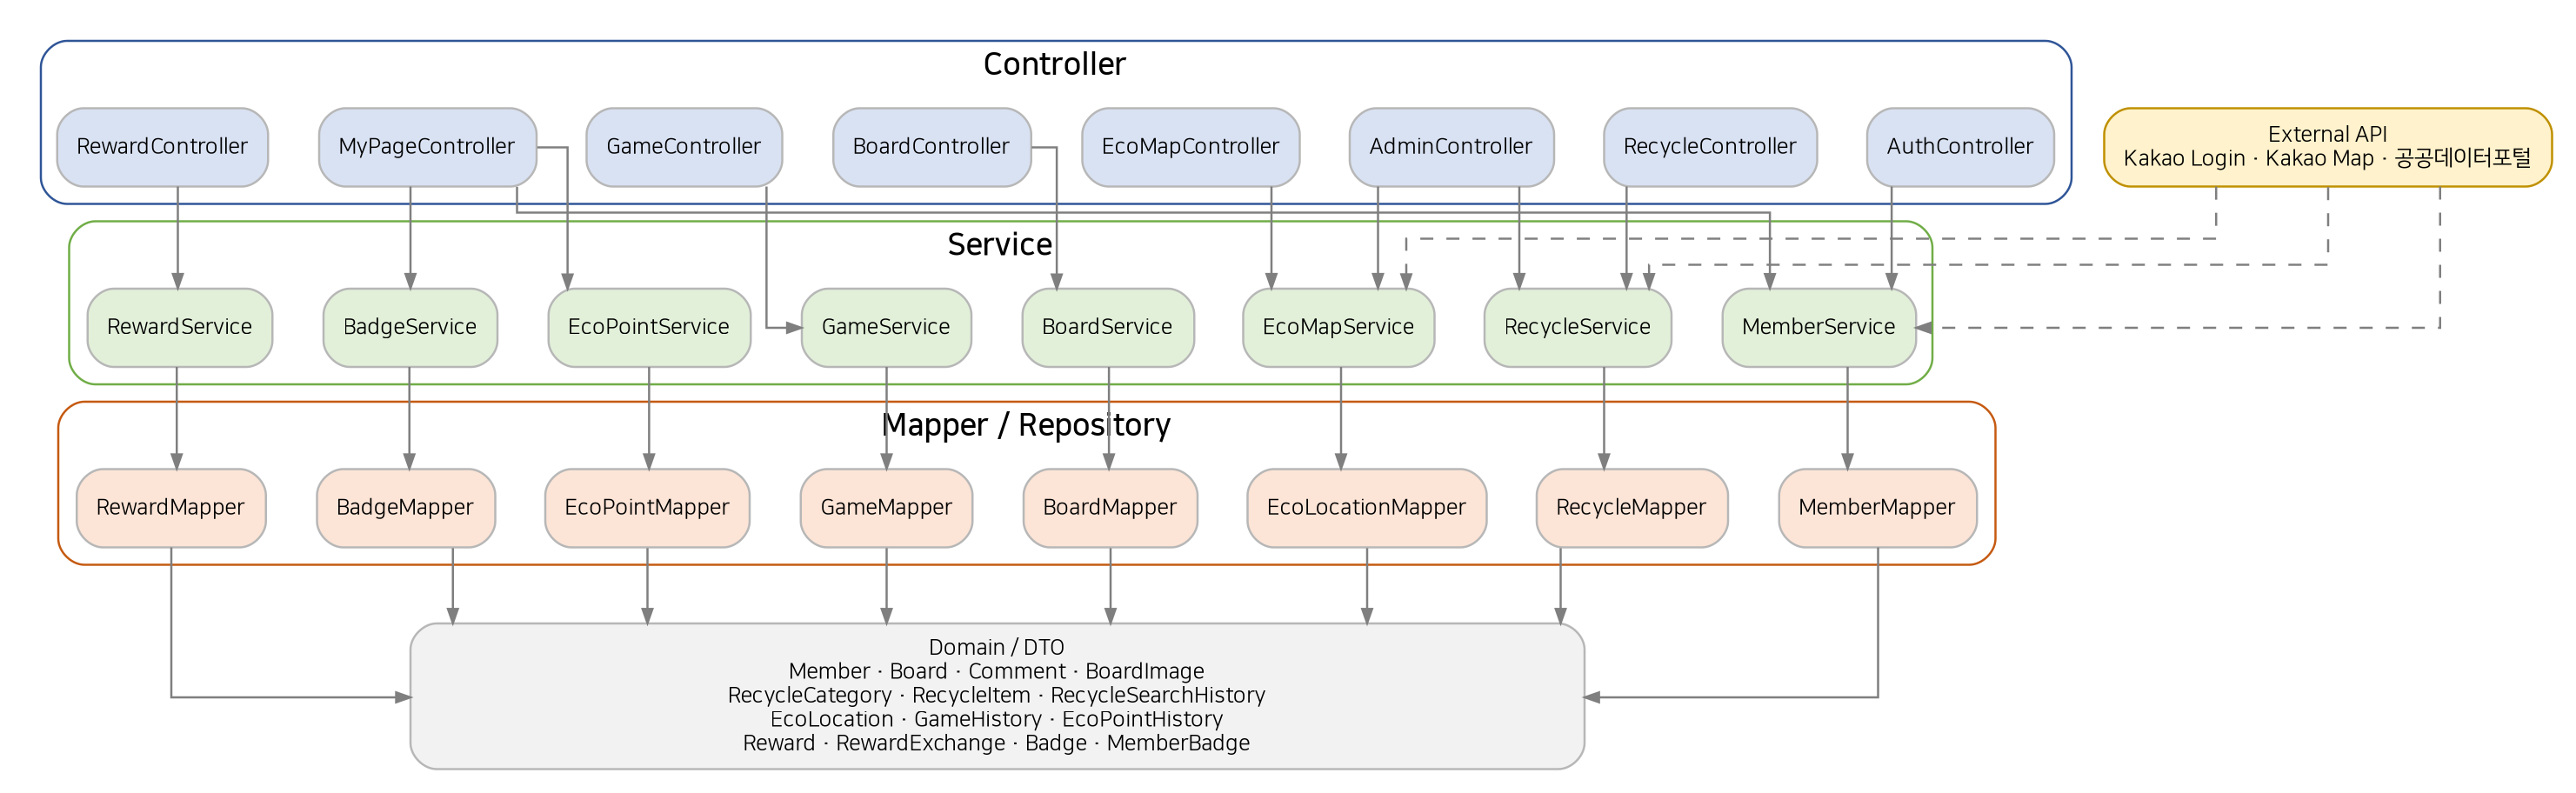 Controller
RewardController
MyPageController
GameController
BoardController
EcoMapController
AdminController
RecycleController
AuthController
External API
Kakao Login · Kakao Map · 공공데이터포털
Service
RewardService
BadgeService
EcoPointService
GameService
BoardService
EcoMapService
RecycleService
MemberService
Mapper / Repository
RewardMapper
BadgeMapper
EcoPointMapper
GameMapper
BoardMapper
EcoLocationMapper
RecycleMapper
MemberMapper
Domain / DTO
Member · Board · Comment · BoardImage
RecycleCategory · RecycleItem · RecycleSearchHistory
EcoLocation · GameHistory · EcoPointHistory
Reward · RewardExchange · Badge · MemberBadge